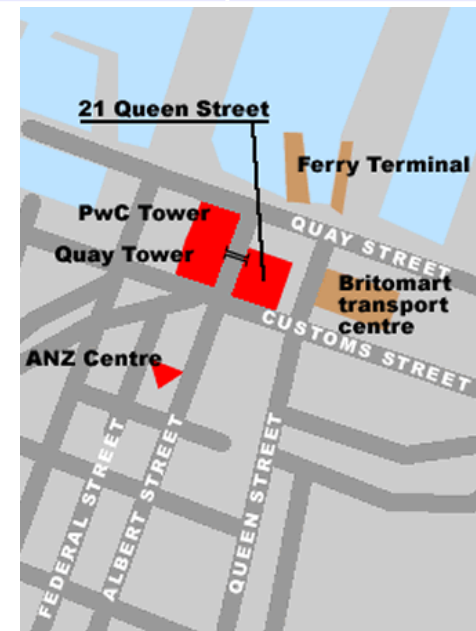 21 Queen Street
Ferry Terminal
PwC Tower
QUAY STREET
Quay Tower
Britomart
transport
centre
CUSTOMS STREET
ANZ Centre
FEDERAL STREET
ALBERT STREET
QUEEN STREET